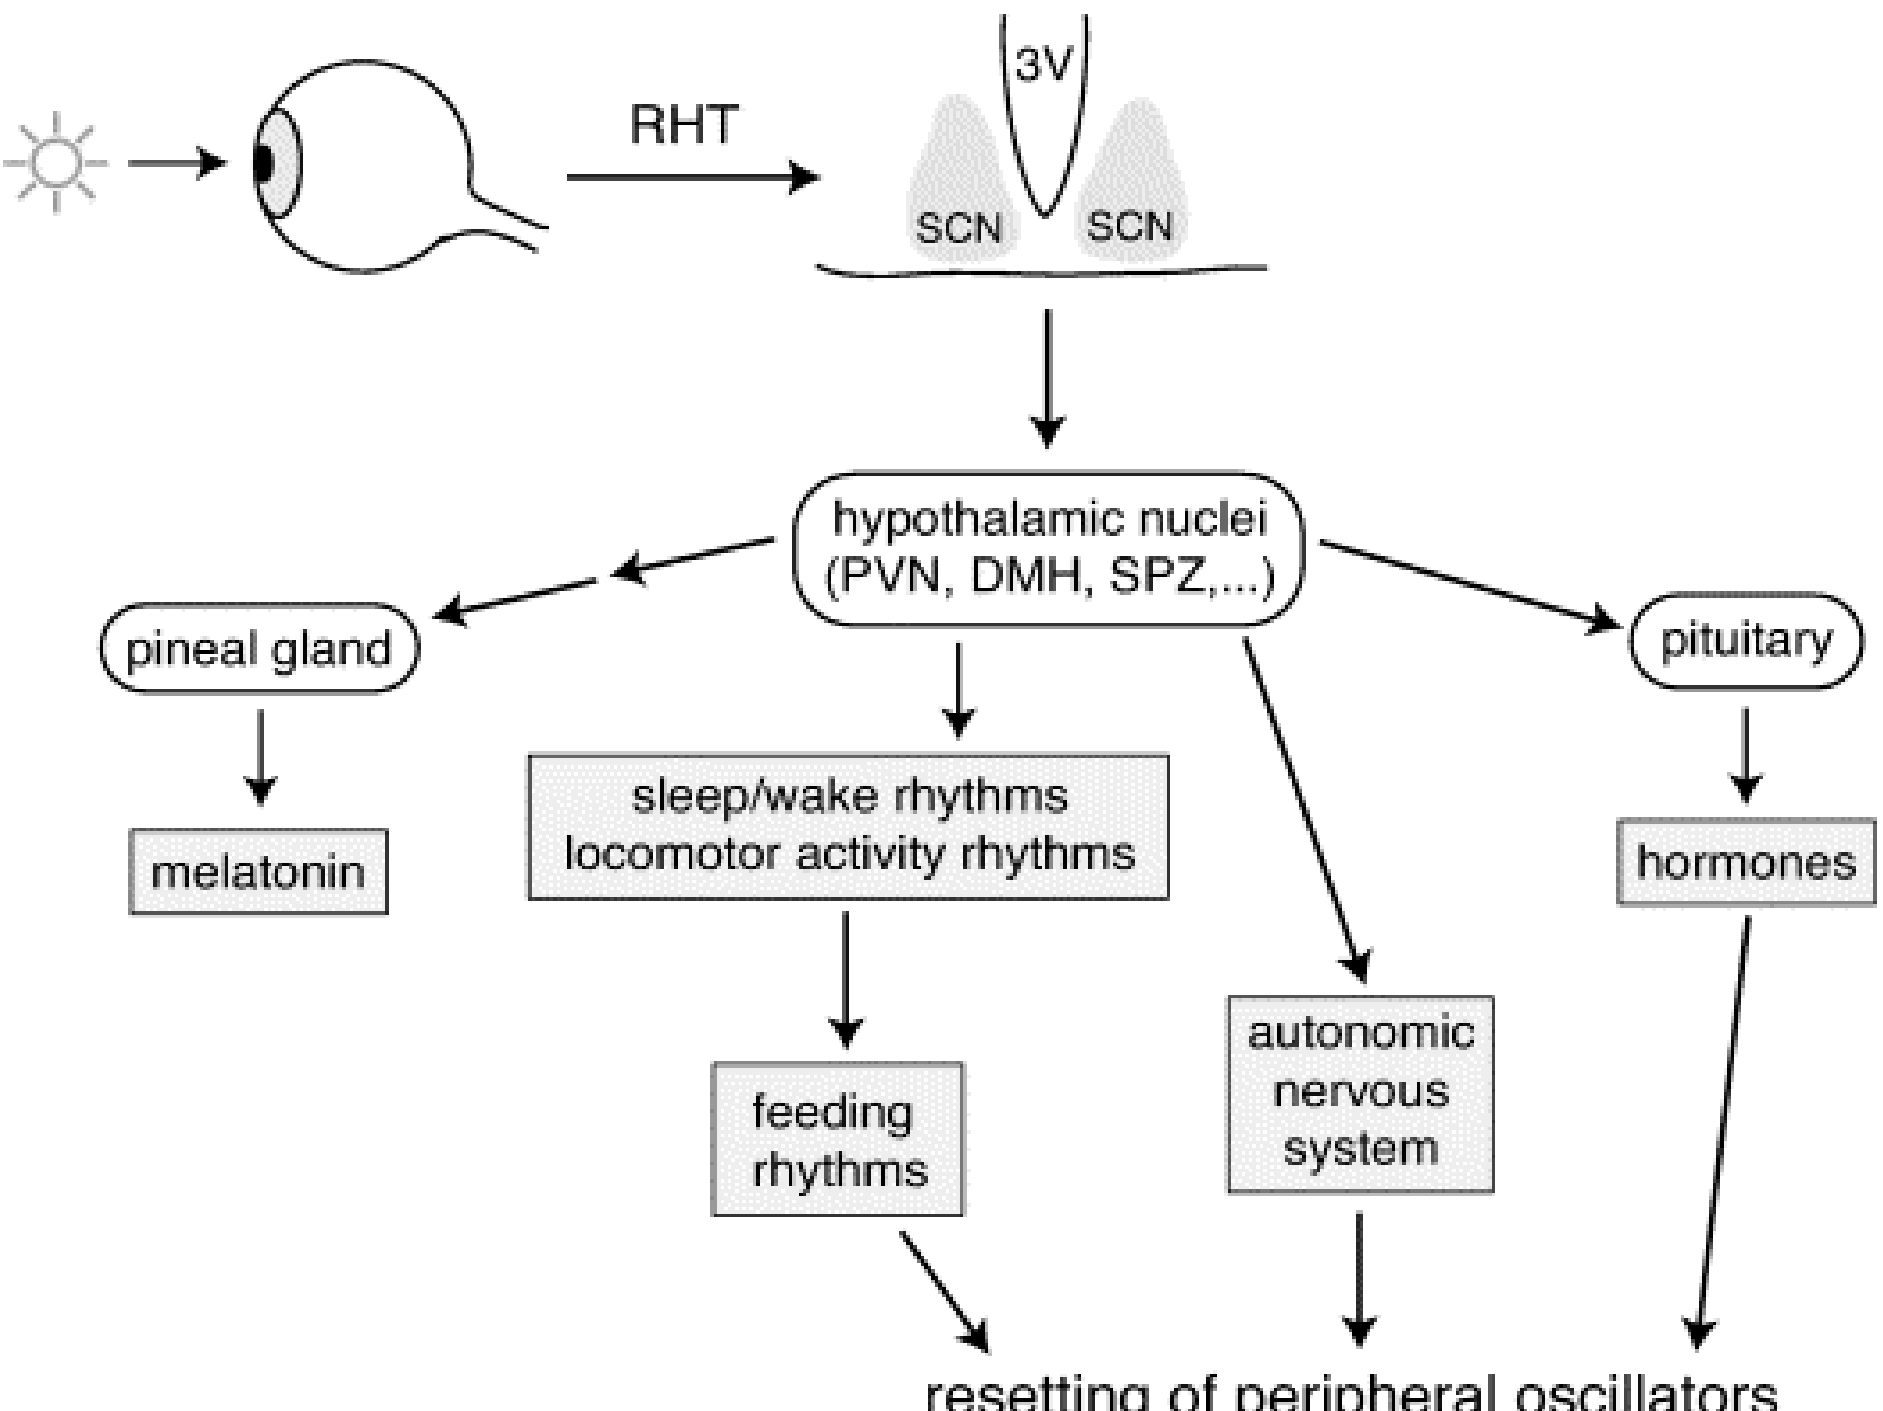 3V
RHT
SCN
SCN
hypothalamic nuclei
(PVN, DMH, SPZ,...)
pineal gland
pituitary
melatonin
sleep/wake rhythms
locomotor activity rhythms
hormones
feeding
rhythms
autonomic
nervous
system
resetting of peripheral oscillators